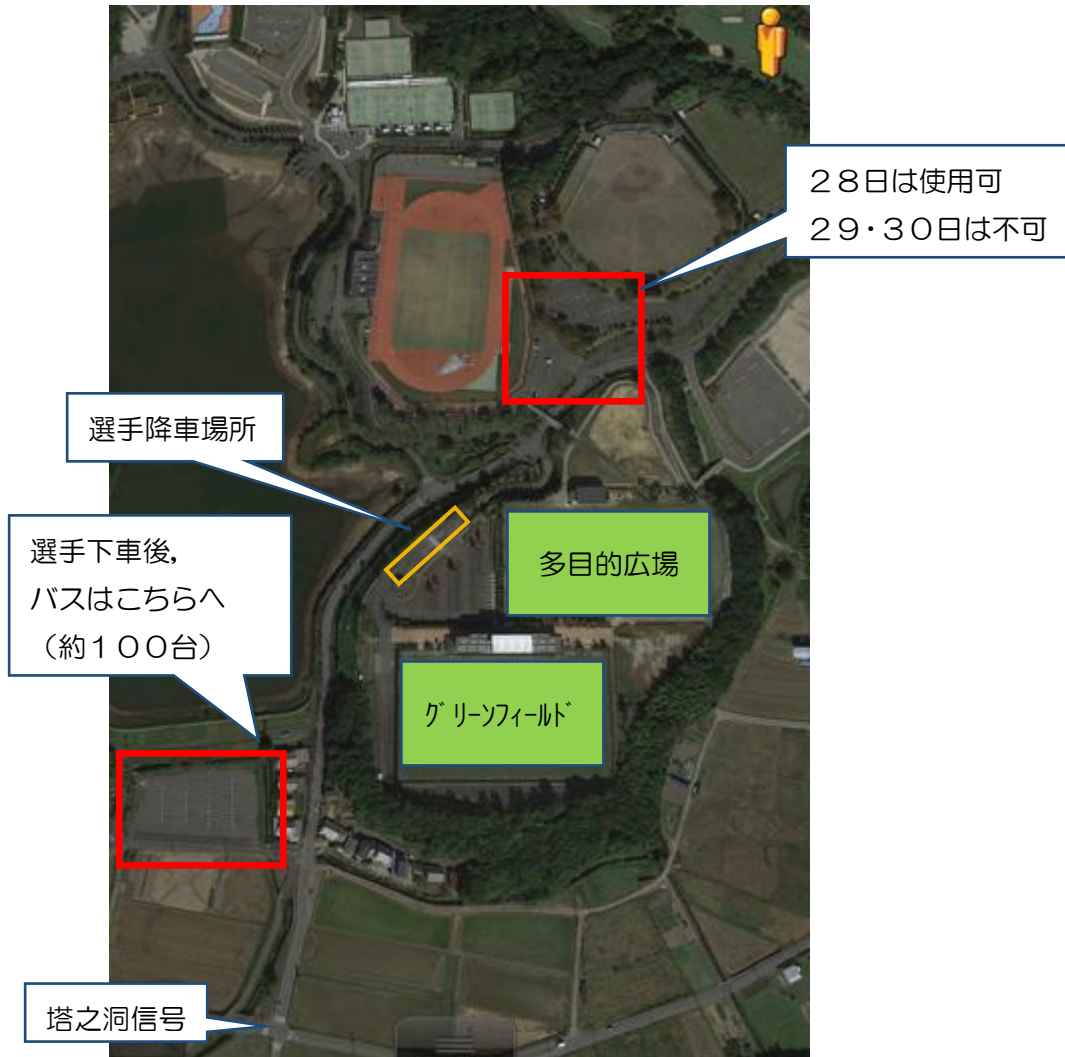 ２８日は使用可
２９・３０日は不可
選手降車場所
選手下車後，
バスはこちらへ
（約１００台）
多目的広場
ｸﾞﾘｰﾝﾌｨｰﾙﾄﾞ
塔之洞信号